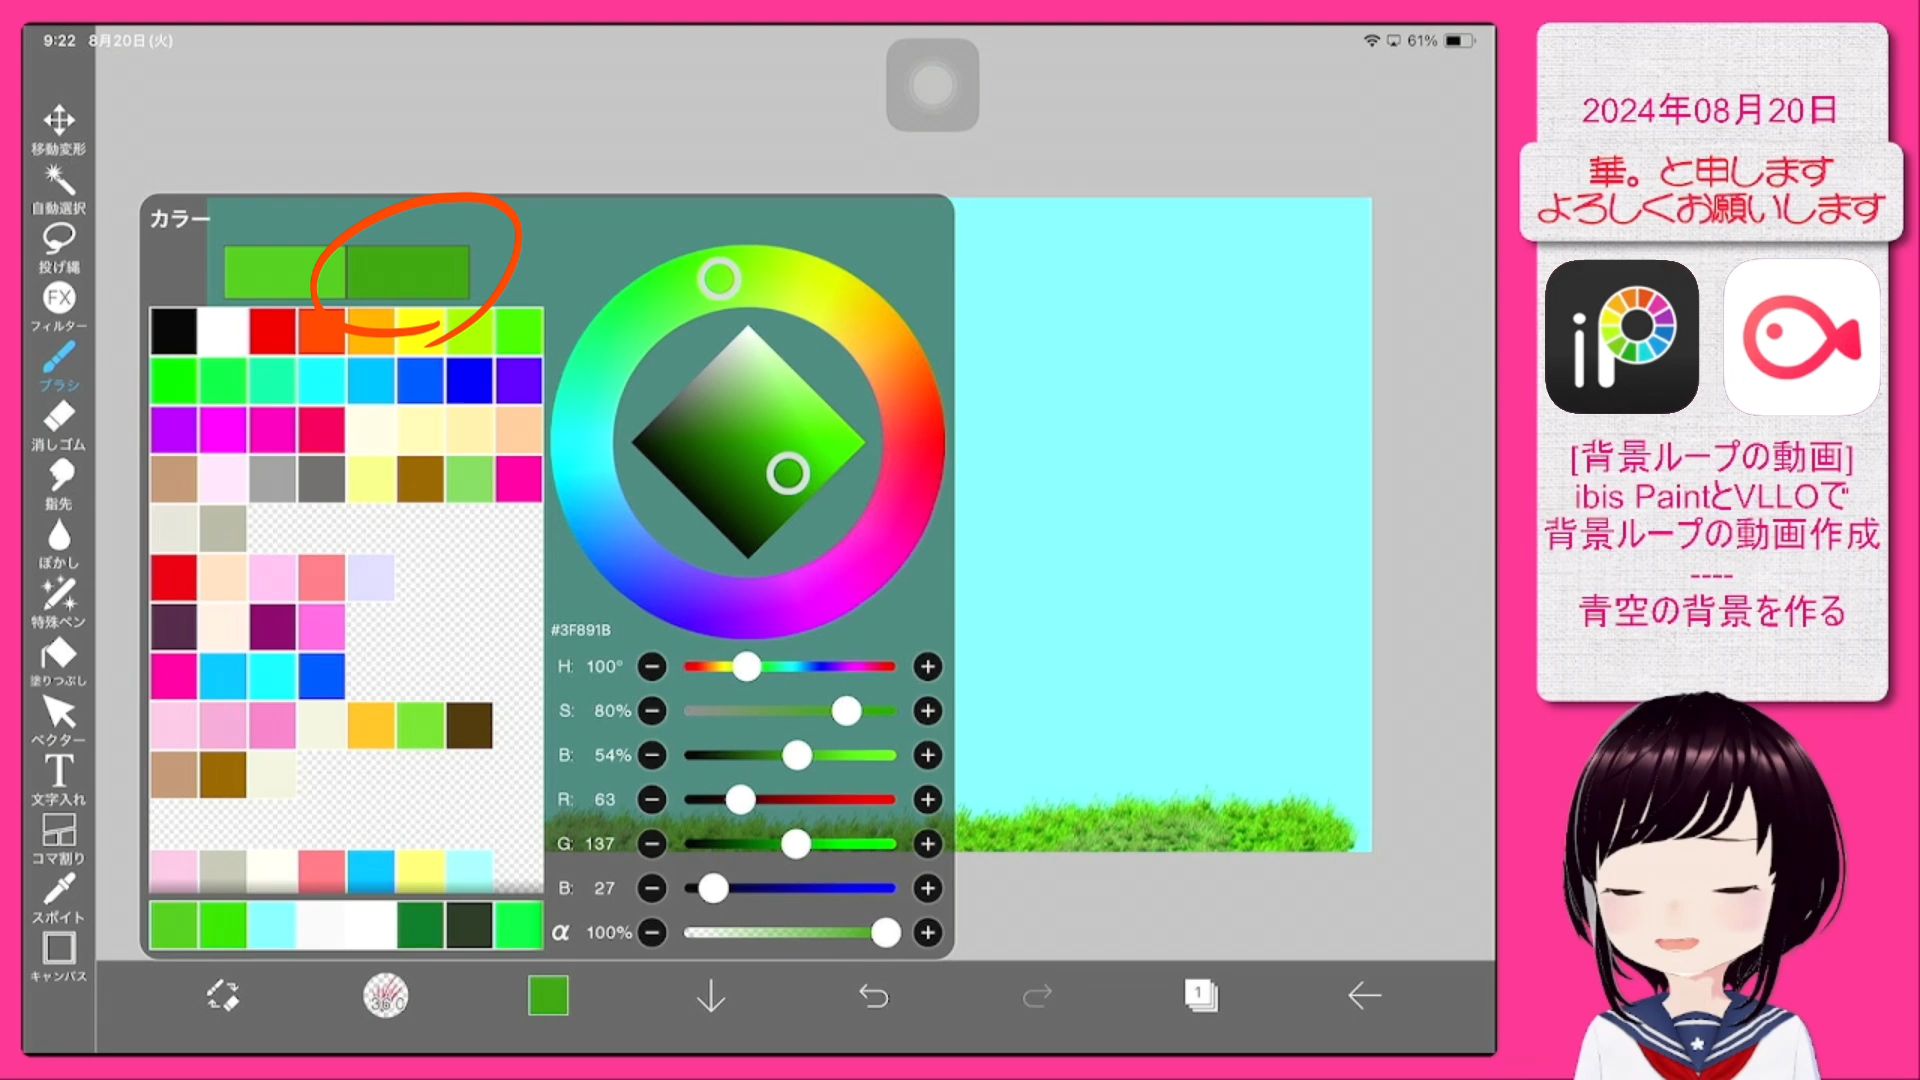 9:22 8月20日(火)
61%
移動変形
自動選択
投げ縄
FX
フィルター
ブラシ
消しゴム
指先
ぼかし
特殊ペン
塗りつぶし
ベクター
T
文字入れ
コマ割り
スポイト
キャンバス
カラー
#3F891B
H: 100°
S: 80%
B: 54%
R: 63
G: 137
B: 27
α 100%
36.0
1
2024年08月20日
華。と申します
よろしくお願いします
iP
[背景ループの動画]
ibis PaintとVLLOで
背景ループの動画作成
----
青空の背景を作る